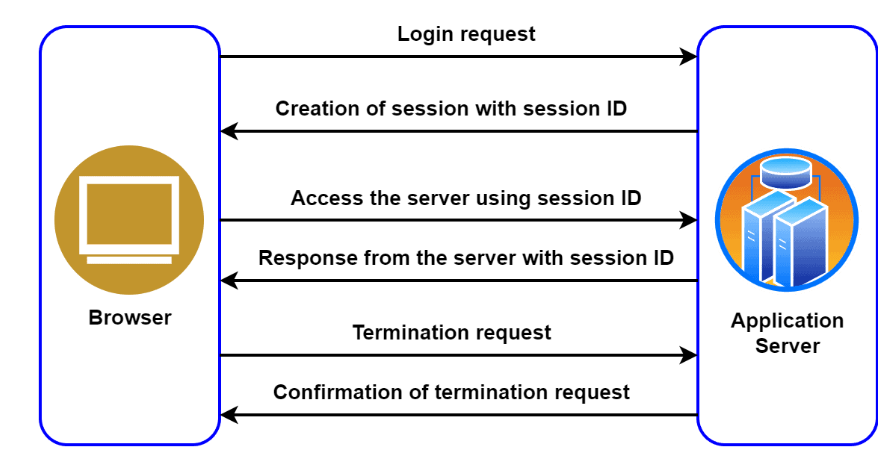 Login request
Creation of session with session ID
Access the server using session ID
Response from the server with session ID
Browser
Application
Server
Termination request
Confirmation of termination request